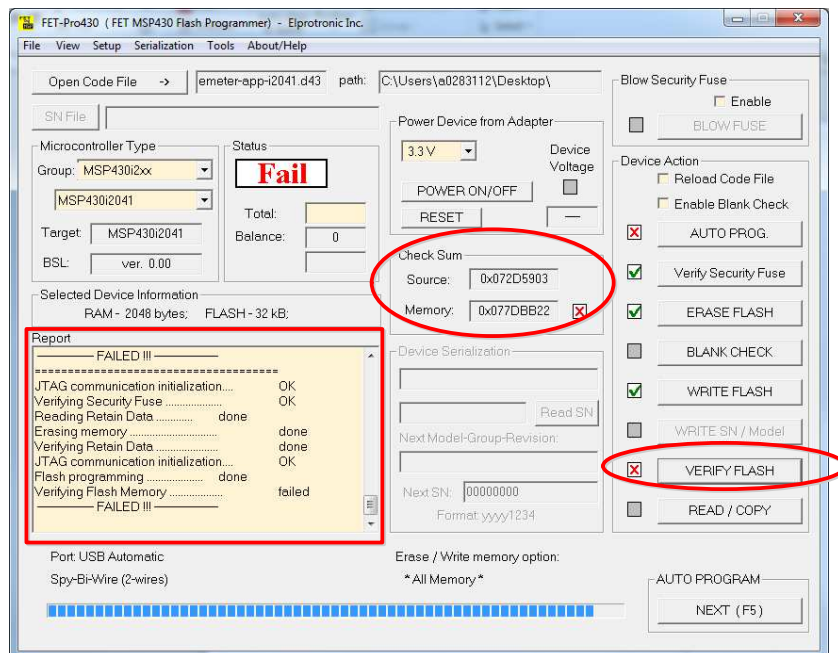 FET-Pro430 ( FET MSP430 Flash Programmer) - Elprotronic Inc.
File View Setup Serialization Tools About/Help
Open Code File -> emeter-app-i2041.d43 path: C:\Users\a0283112\Desktop\
SN File
Microcontroller Type
Group: MSP430i2xx
MSP430i2041
Target: MSP430i2041
BSL: ver. 0.00
Status
Fail
Total:
Balance: 0
Selected Device Information
RAM - 2048 bytes; FLASH - 32 kB;
Report
———— FAILED !!! ————
=====================================
JTAG communication initialization.... OK
Verifying Security Fuse ................... OK
Reading Retain Data ............. done
Erasing memory .............................. done
Verifying Retain Data ...................... done
JTAG communication initialization.... OK
Flash programming ................... done
Verifying Flash Memory .................. failed
———— FAILED !!! ————
Power Device from Adapter
3.3 V
Device
Voltage
POWER ON/OFF
RESET
—
Check Sum
Source: 0x072D5903
Memory: 0x077DBB22
Device Serialization
Read SN
Next Model-Group-Revision:
Next SN: 00000000
Format: yyyy1234
Blow Security Fuse
Enable
BLOW FUSE
Device Action
Reload Code File
Enable Blank Check
AUTO PROG.
Verify Security Fuse
ERASE FLASH
BLANK CHECK
WRITE FLASH
WRITE SN / Model
VERIFY FLASH
READ / COPY
Port: USB Automatic
Spy-Bi-Wire (2-wires)
Erase / Write memory option:
* All Memory *
AUTO PROGRAM
NEXT (F5)